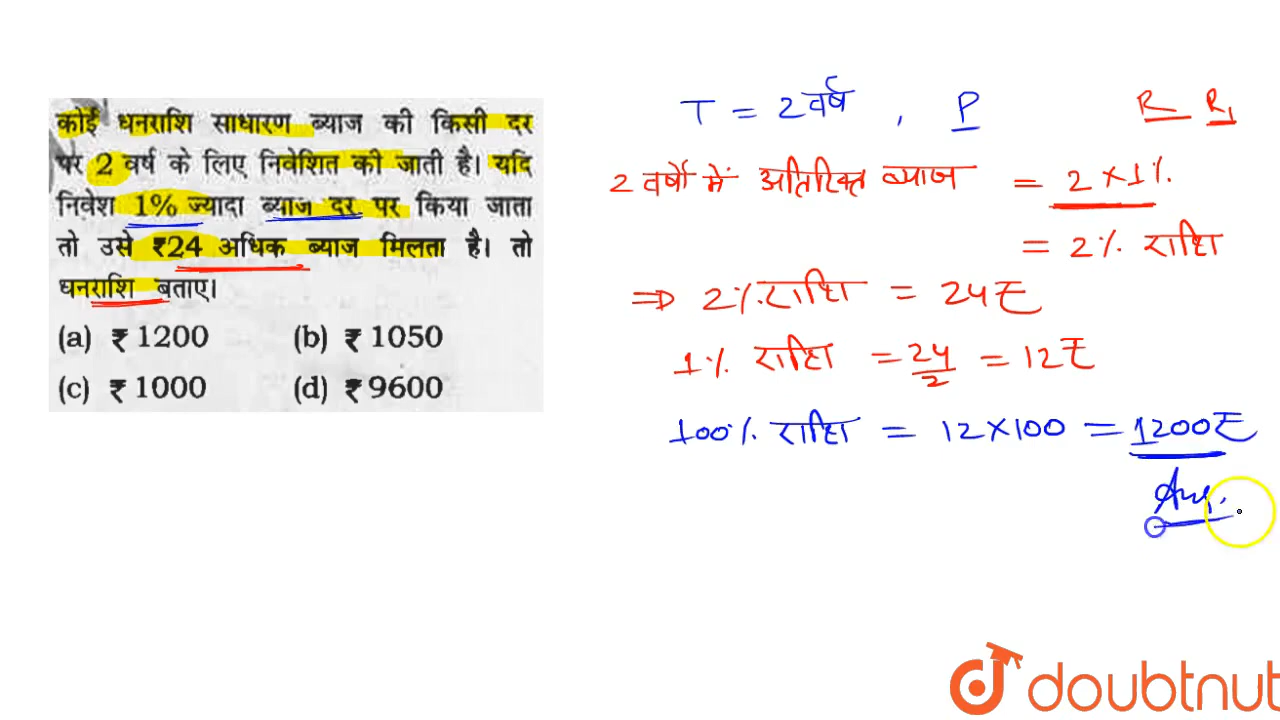 कोई धनराशि साधारण ब्याज की किसी दर
पर 2 वर्ष के लिए निवेशित की जाती है। यदि
निवेश 1% ज्यादा ब्याज दर पर किया जाता
तो उसे ₹24 अधिक ब्याज मिलता है। तो
धनराशि बताए।
(a) ₹ 1200 (b) ₹ 1050
(c) ₹ 1000 (d) ₹ 9600
T = 2 वर्ष , P R R₁
2 वर्षों में अतिरिक्त ब्याज = 2 × 1%
= 2% राशि
⇒ 2% राशि = 24 ₹
1% राशि = 24/2 = 12 ₹
100% राशि = 12 × 100 = 1200 ₹
Ans.
doubtnut